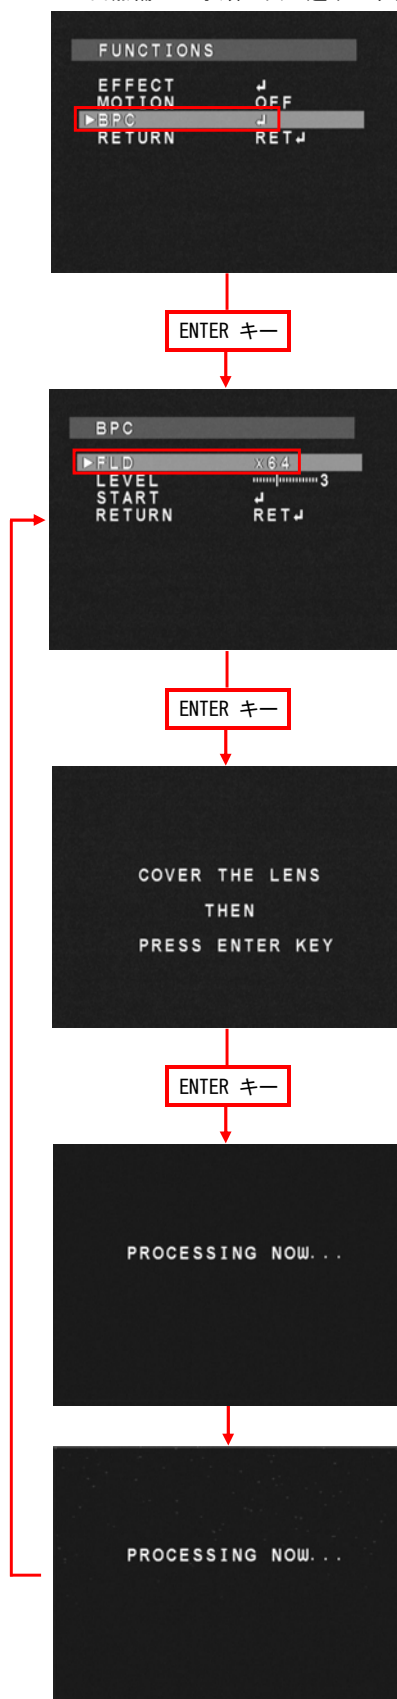 FUNCTIONS
EFFECT ↲
MOTION OFF
▶BPC ↲
RETURN RET↲
ENTER キー
BPC
▶FLD x64
LEVEL 3
START ↲
RETURN RET↲
ENTER キー
COVER THE LENS
THEN
PRESS ENTER KEY
ENTER キー
PROCESSING NOW...
PROCESSING NOW...